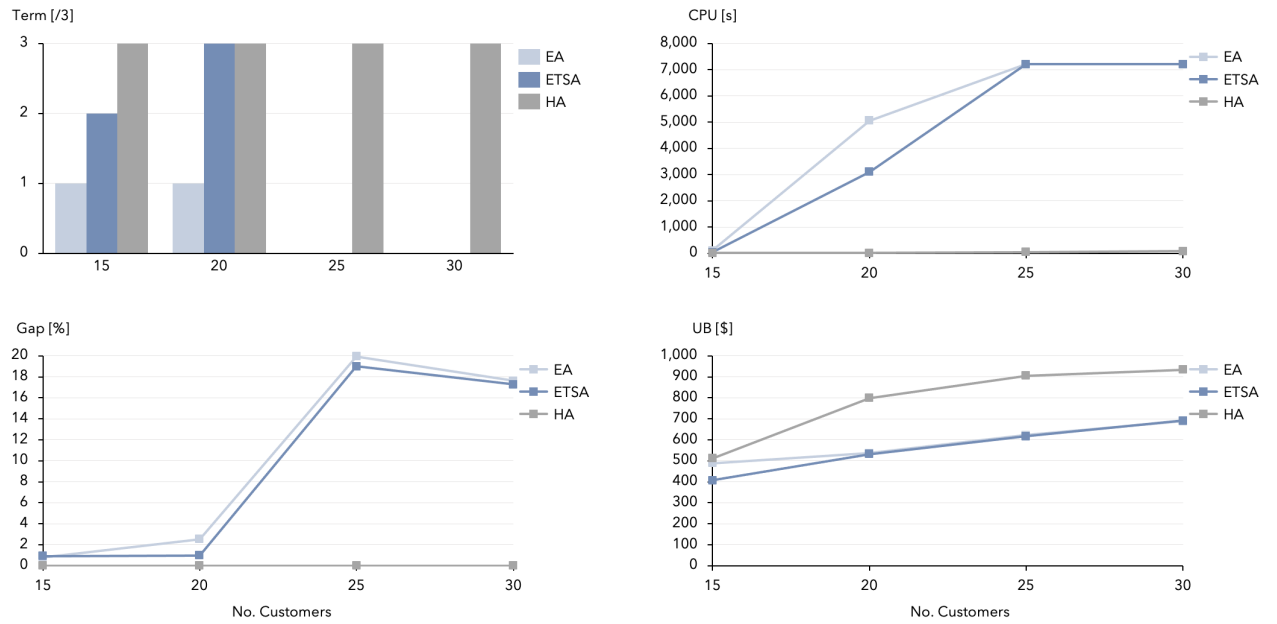 Term [/3]
3
2
1
0
15 20 25 30
EA
ETSA
HA
CPU [s]
8,000
7,000
6,000
5,000
4,000
3,000
2,000
1,000
0
15 20 25 30
EA
ETSA
HA
Gap [%]
20
18
16
14
12
10
8
6
4
2
0
15 20 25 30
No. Customers
EA
ETSA
HA
UB [$]
1,000
900
800
700
600
500
400
300
200
100
0
15 20 25 30
No. Customers
EA
ETSA
HA